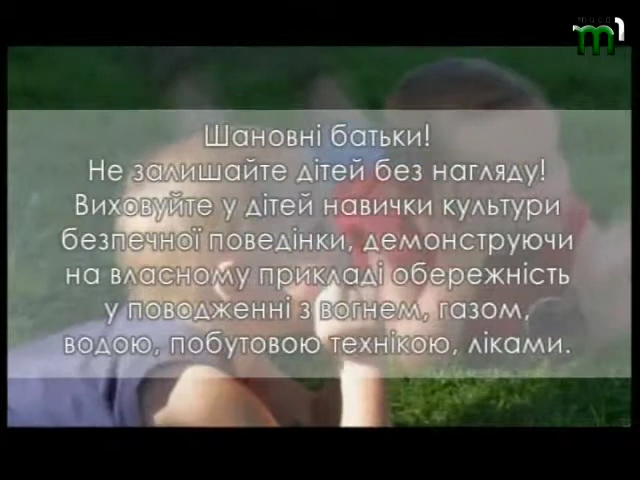 Шановні батьки!
Не залишайте дітей без нагляду!
Виховуйте у дітей навички культури
безпечної поведінки, демонструючи
на власному прикладі обережність
у поводженні з вогнем, газом,
водою, побутовою технікою, ліками.